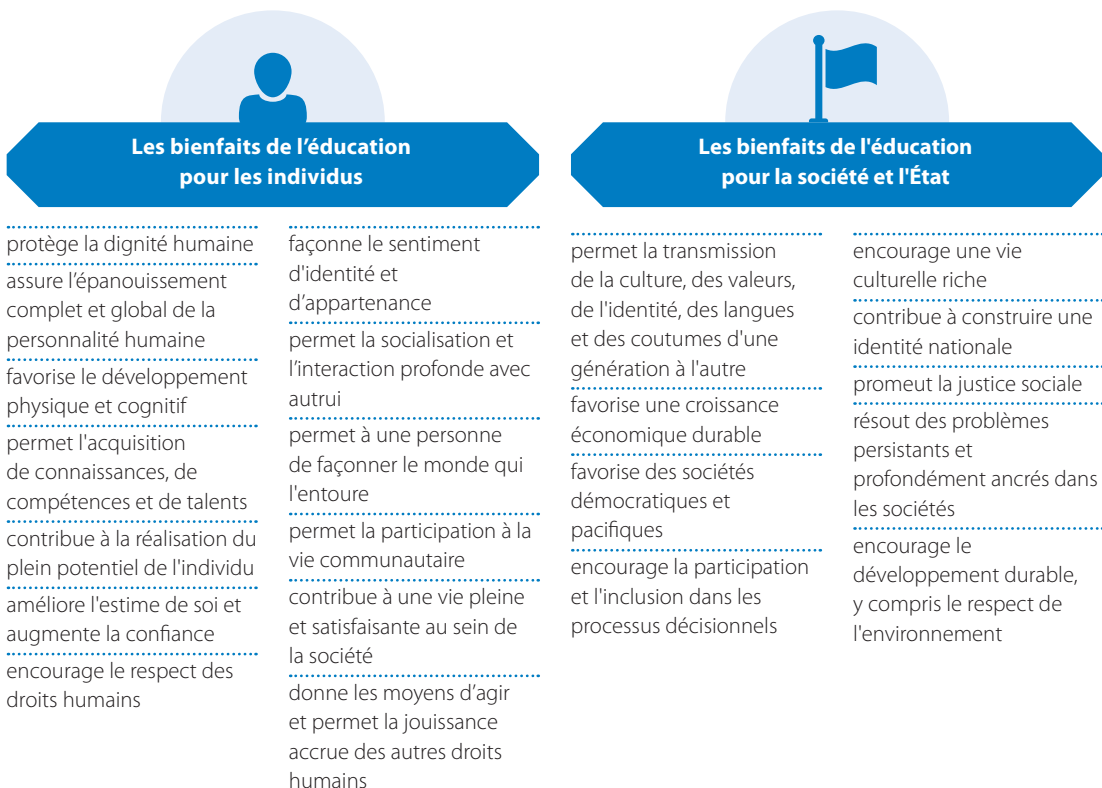 Les bienfaits de l’éducation
pour les individus
protège la dignité humaine
assure l’épanouissement
complet et global de la
personnalité humaine
favorise le développement
physique et cognitif
permet l'acquisition
de connaissances, de
compétences et de talents
contribue à la réalisation du
plein potentiel de l'individu
améliore l'estime de soi et
augmente la confiance
encourage le respect des
droits humains
façonne le sentiment
d'identité et
d’appartenance
permet la socialisation et
l’interaction profonde avec
autrui
permet à une personne
de façonner le monde qui
l'entoure
permet la participation à la
vie communautaire
contribue à une vie pleine
et satisfaisante au sein de
la société
donne les moyens d’agir
et permet la jouissance
accrue des autres droits
humains
Les bienfaits de l'éducation
pour la société et l'État
permet la transmission
de la culture, des valeurs,
de l'identité, des langues
et des coutumes d'une
génération à l'autre
favorise une croissance
économique durable
favorise des sociétés
démocratiques et
pacifiques
encourage la participation
et l'inclusion dans les
processus décisionnels
encourage une vie
culturelle riche
contribue à construire une
identité nationale
promeut la justice sociale
résout des problèmes
persistants et
profondément ancrés dans
les sociétés
encourage le
développement durable,
y compris le respect de
l'environnement